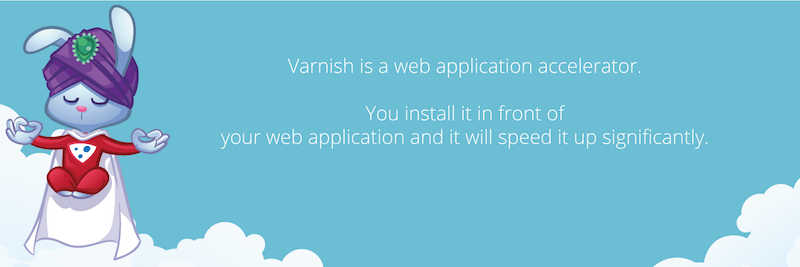 Varnish is a web application accelerator.
You install it in front of
your web application and it will speed it up significantly.